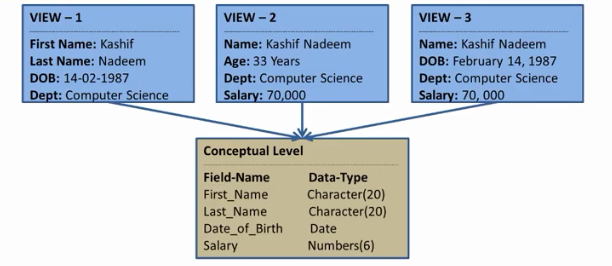 VIEW – 1
First Name: Kashif
Last Name: Nadeem
DOB: 14-02-1987
Dept: Computer Science
VIEW – 2
Name: Kashif Nadeem
Age: 33 Years
Dept: Computer Science
Salary: 70,000
VIEW – 3
Name: Kashif Nadeem
DOB: February 14, 1987
Dept: Computer Science
Salary: 70, 000
Conceptual Level
Field-Name Data-Type
First_Name Character(20)
Last_Name Character(20)
Date_of_Birth Date
Salary Numbers(6)